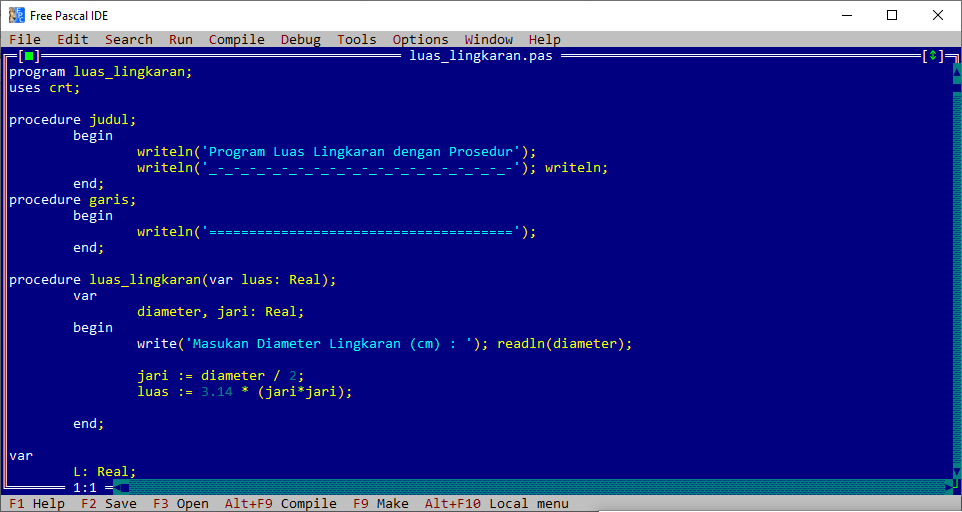 Free Pascal IDE
File Edit Search Run Compile Debug Tools Options Window Help
luas_lingkaran.pas
program luas_lingkaran;
uses crt;
procedure judul;
begin
writeln('Program Luas Lingkaran dengan Prosedur');
writeln('_-_-_-_-_-_-_-_-_-_-_-_-_-_-_-_-_-_-_-'); writeln;
end;
procedure garis;
begin
writeln('======================================');
end;
procedure luas_lingkaran(var luas: Real);
var
diameter, jari: Real;
begin
write('Masukan Diameter Lingkaran (cm) : '); readln(diameter);
jari := diameter / 2;
luas := 3.14 * (jari*jari);
end;
var
L: Real;
1:1
F1 Help F2 Save F3 Open Alt+F9 Compile F9 Make Alt+F10 Local menu